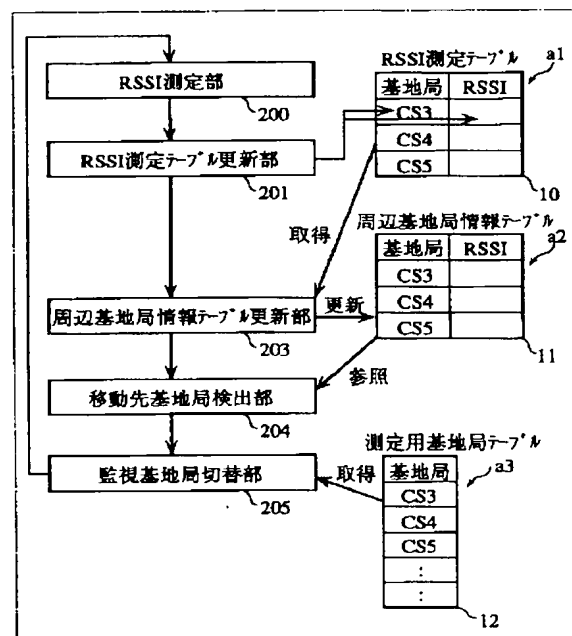 RSSI測定部
200
RSSI測定テーブル更新部
201
周辺基地局情報テーブル更新部
203
移動先基地局検出部
204
監視基地局切替部
205
RSSI測定テーブル
a1
基地局 RSSI
CS3
CS4
CS5
10
取得
周辺基地局情報テーブル
a2
基地局 RSSI
CS3
CS4
CS5
11
更新
参照
測定用基地局テーブル
a3
基地局
CS3
CS4
CS5
:
:
12
取得